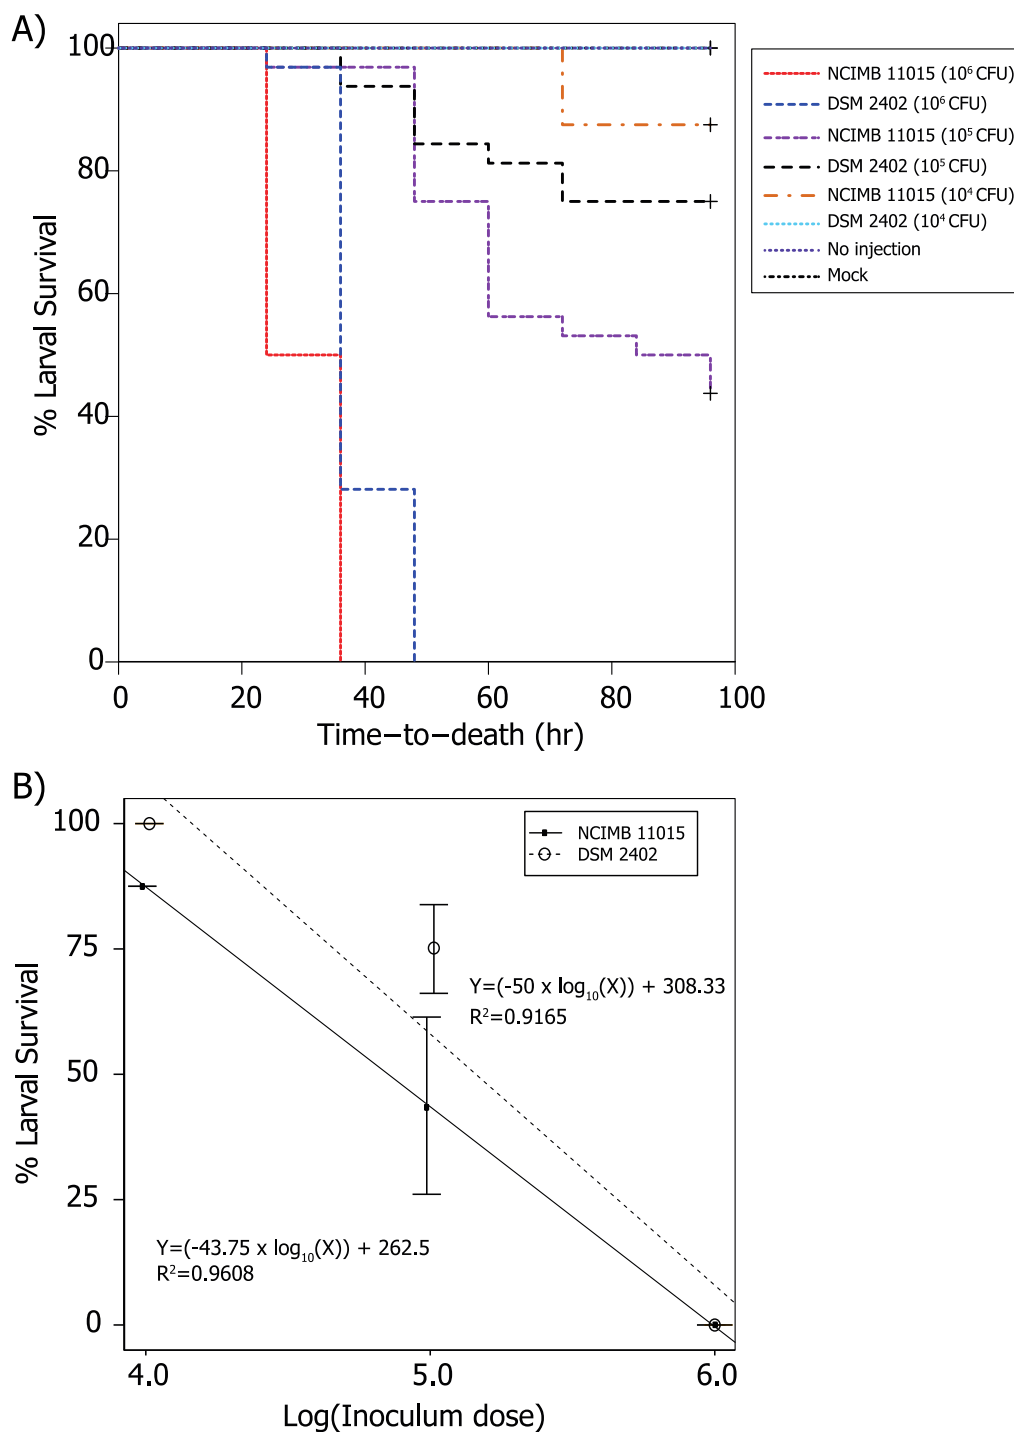 A)
% Larval Survival
100
80
60
40
20
0
0 20 40 60 80 100
Time−to−death (hr)
NCIMB 11015 (10⁶ CFU)
DSM 2402 (10⁶ CFU)
NCIMB 11015 (10⁵ CFU)
DSM 2402 (10⁵ CFU)
NCIMB 11015 (10⁴ CFU)
DSM 2402 (10⁴ CFU)
No injection
Mock
B)
% Larval Survival
100
75
50
25
0
NCIMB 11015
DSM 2402
Y=(-50 x log₁₀(X)) + 308.33
R²=0.9165
Y=(-43.75 x log₁₀(X)) + 262.5
R²=0.9608
4.0 5.0 6.0
Log(Inoculum dose)